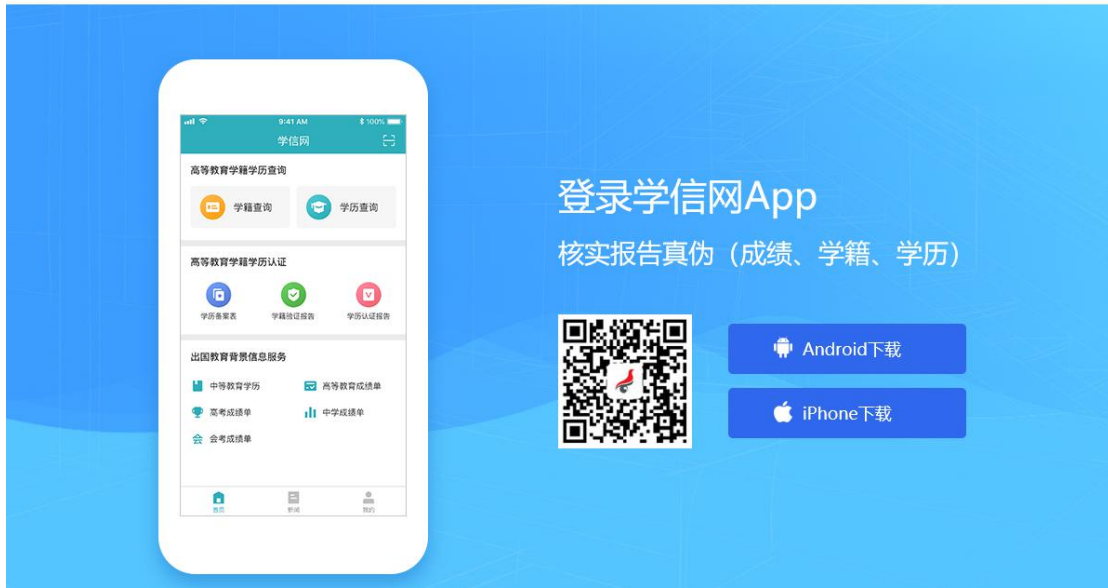 9:41 AM
100%
学信网
高等教育学籍学历查询
学籍查询
学历查询
高等教育学籍学历认证
学历备案表
学籍验证报告
学历认证报告
出国教育背景信息服务
中等教育学历
高等教育成绩单
高考成绩单
中学成绩单
会考成绩单
首页
新闻
我的
登录学信网App
核实报告真伪（成绩、学籍、学历）
Android下载
iPhone下载